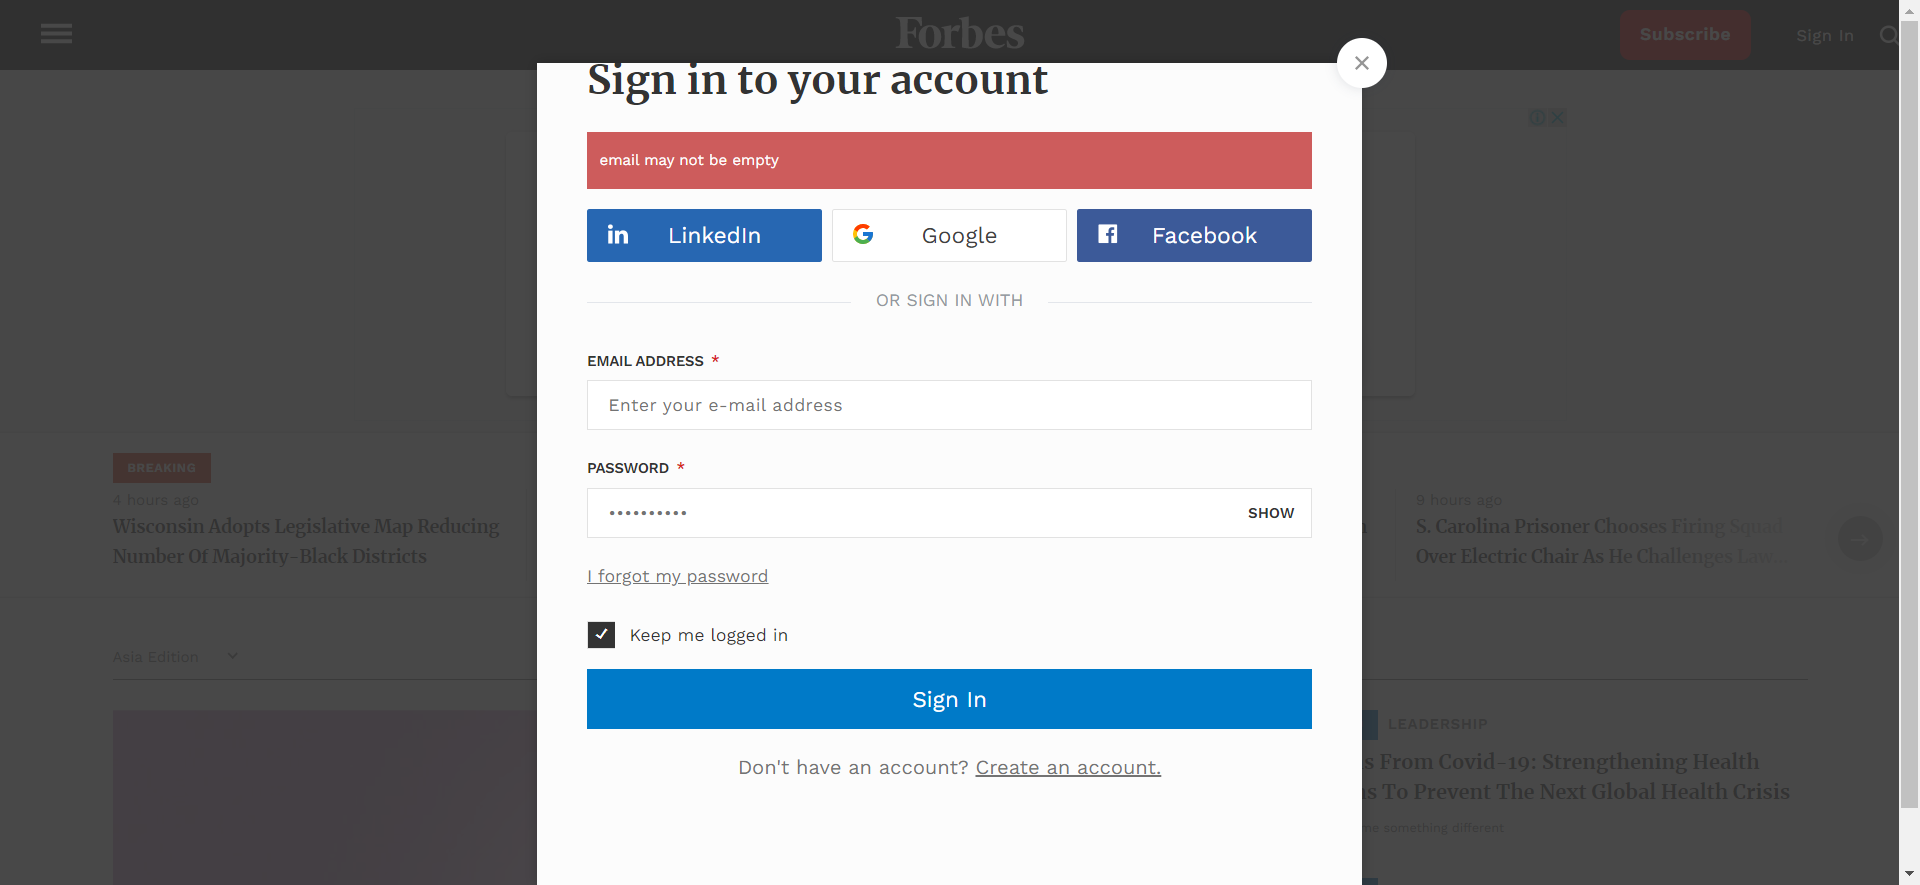 Forbes
Subscribe
Sign In
Sign in to your account
email may not be empty
LinkedIn
Google
Facebook
OR SIGN IN WITH
EMAIL ADDRESS *
Enter your e-mail address
PASSWORD *
••••••••••
SHOW
I forgot my password
Keep me logged in
Sign In
Don't have an account? Create an account.
BREAKING
4 hours ago
Wisconsin Adopts Legislative Map Reducing
Number Of Majority-Black Districts
9 hours ago
S. Carolina Prisoner Chooses Firing Squad
Over Electric Chair As He Challenges Law...
Asia Edition
LEADERSHIP
From Covid-19: Strengthening Health
To Prevent The Next Global Health Crisis
something different